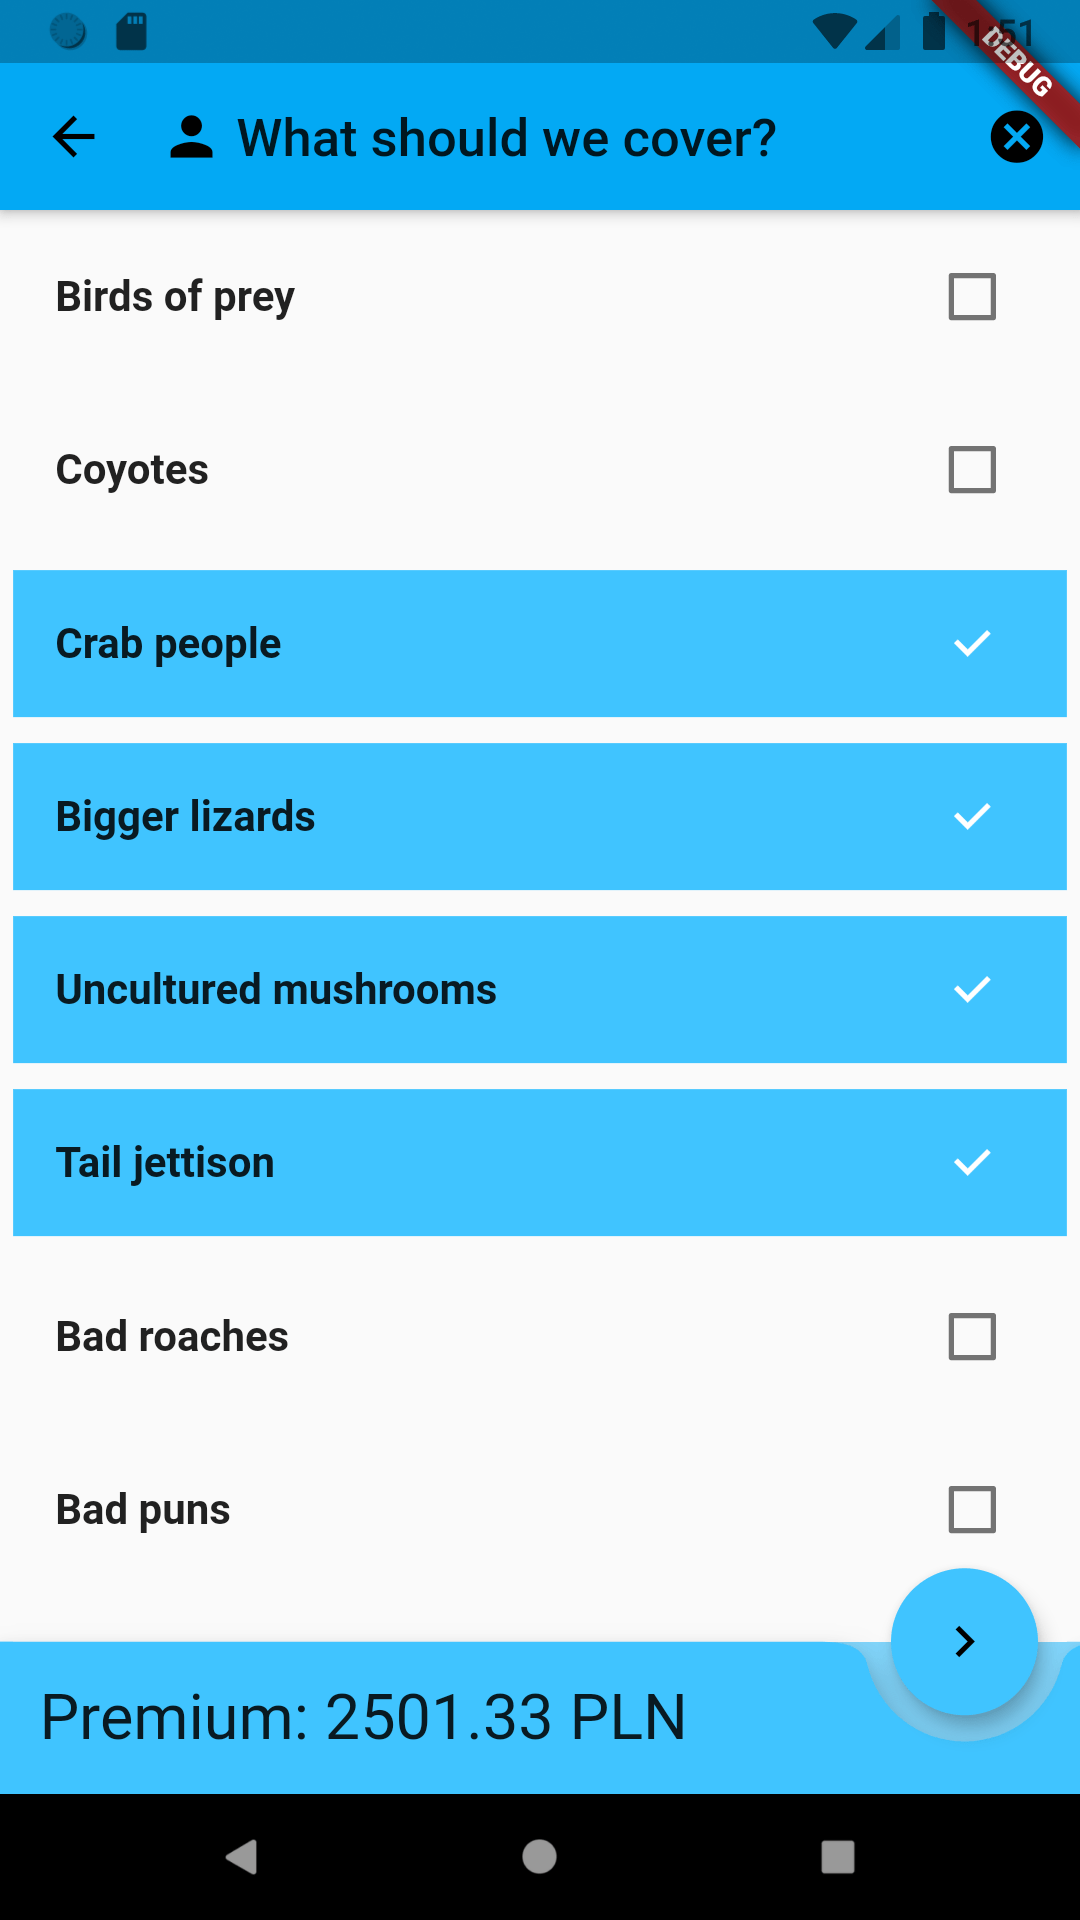 1:51
DEBUG
What should we cover?
Birds of prey
Coyotes
Crab people
Bigger lizards
Uncultured mushrooms
Tail jettison
Bad roaches
Bad puns
Premium: 2501.33 PLN